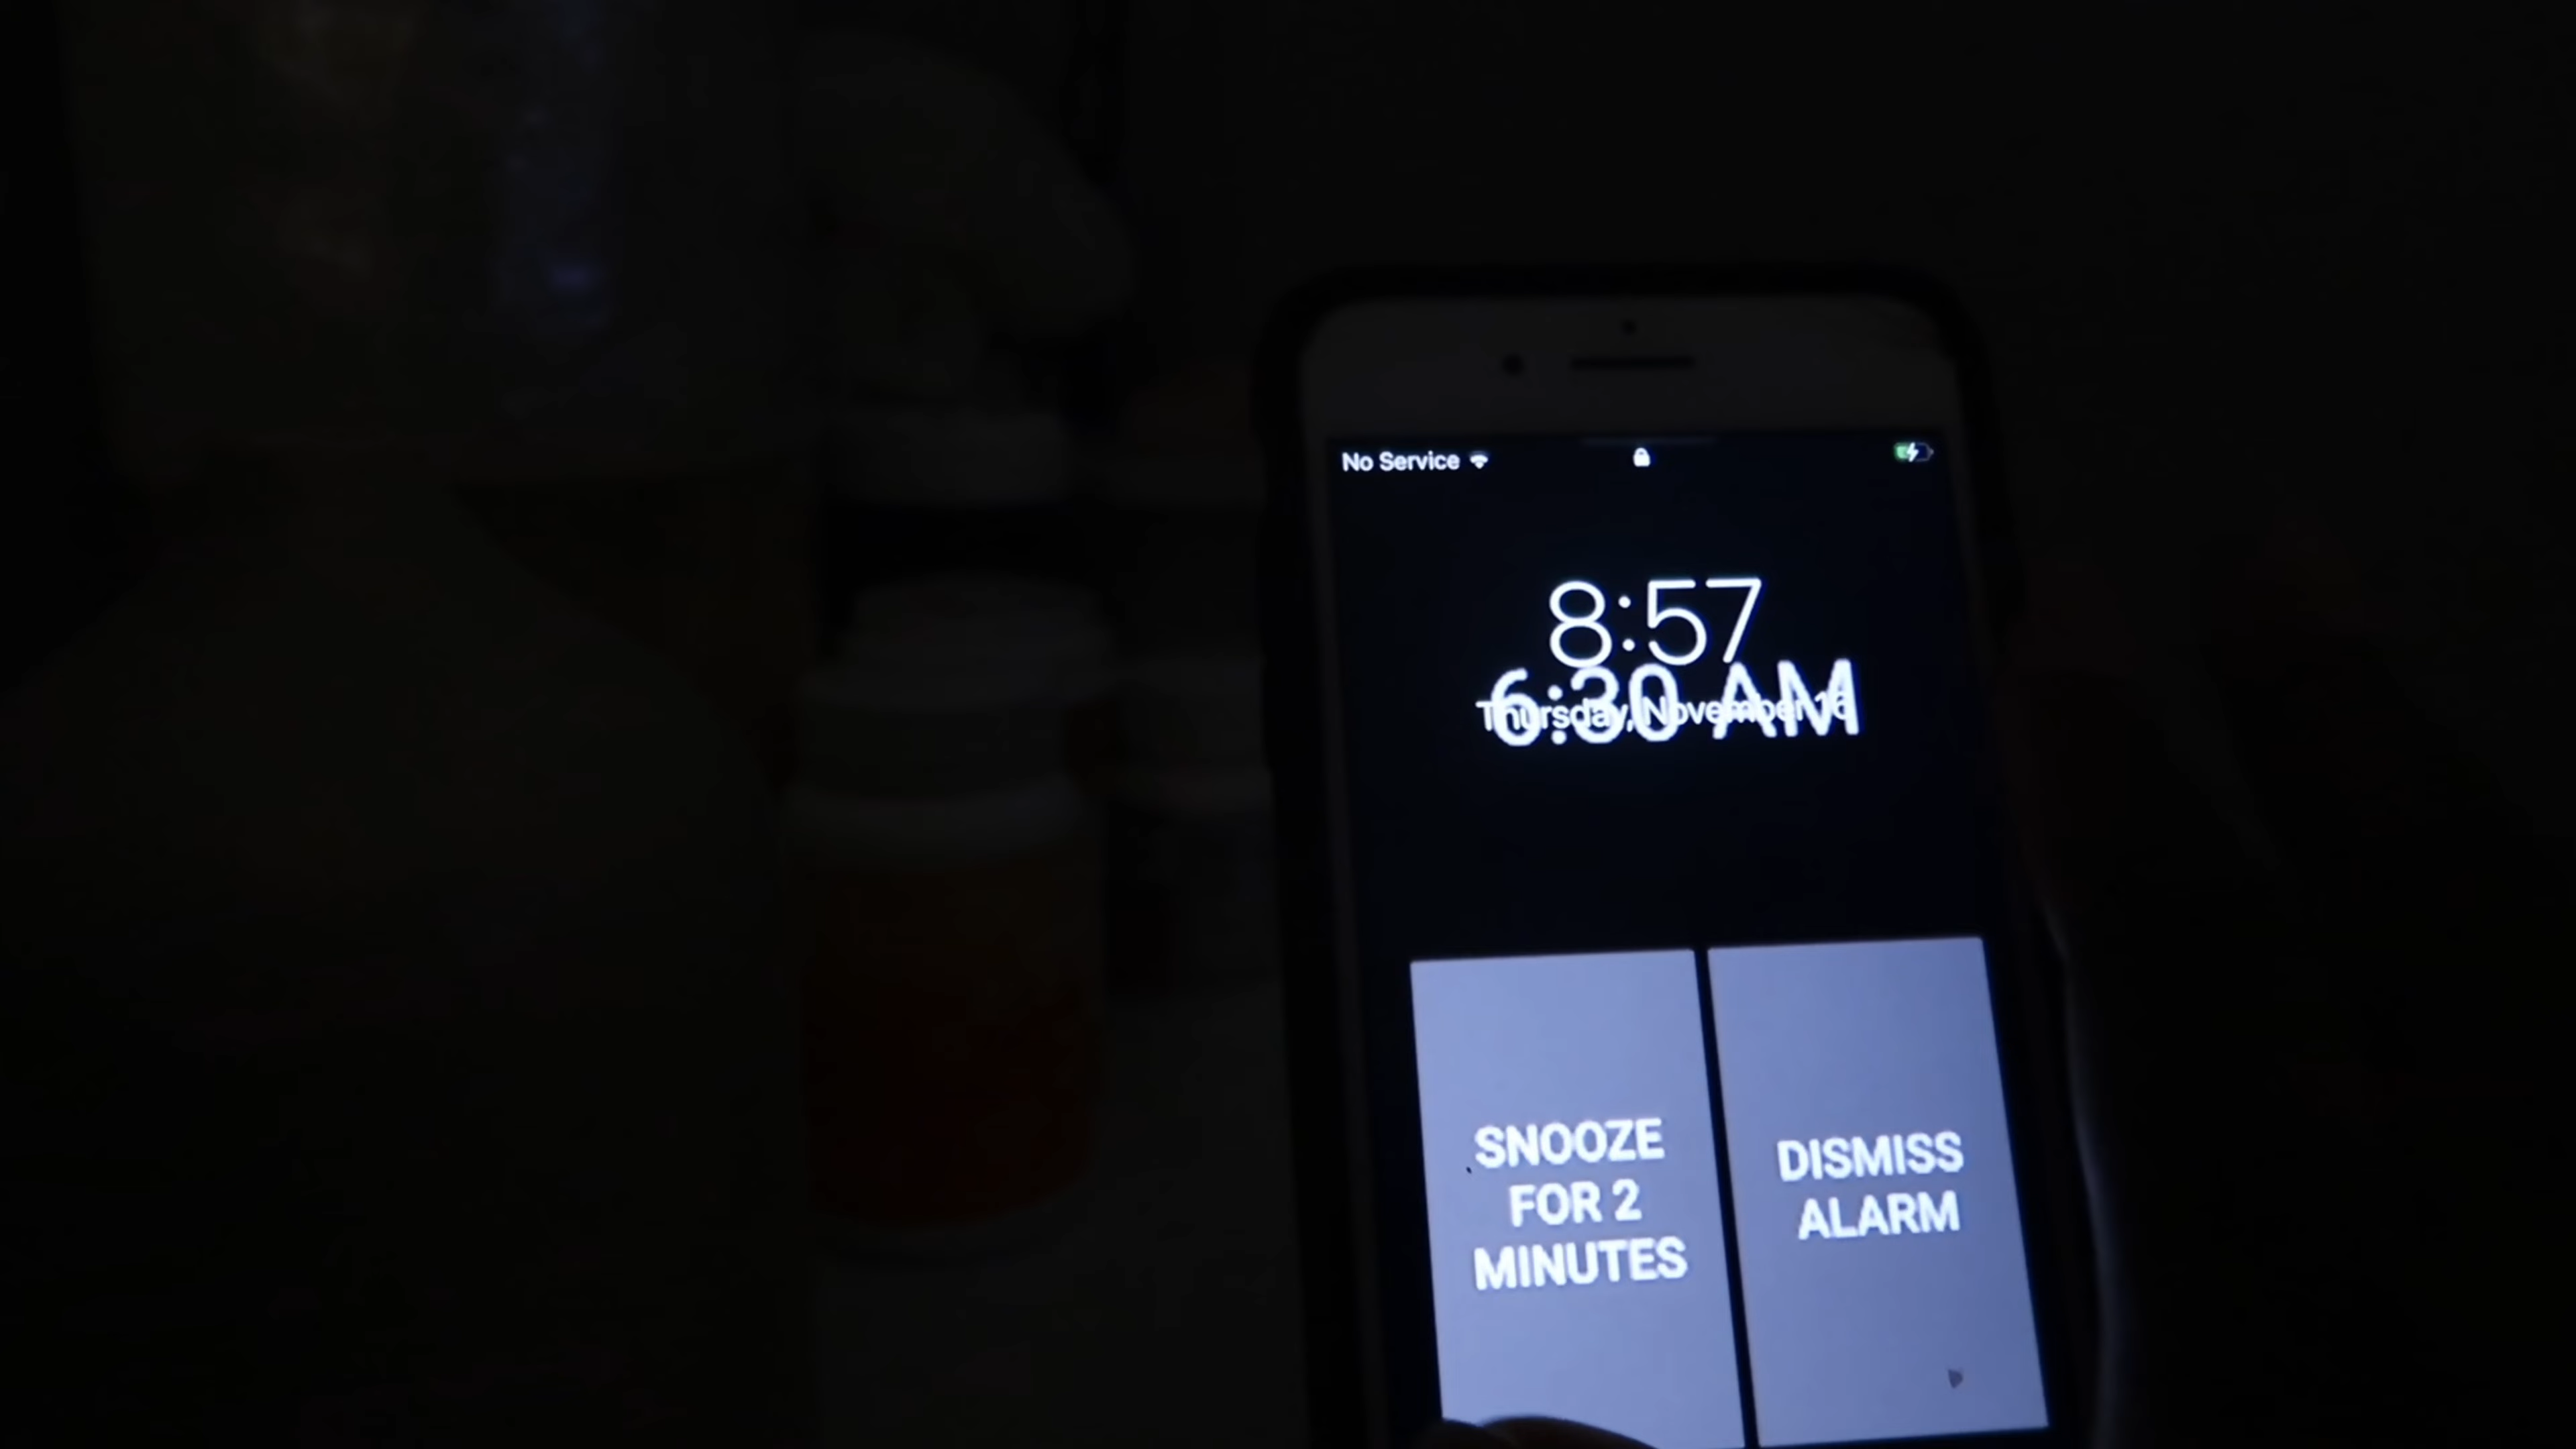 No Service
8:57
6:30 AM
Thursday, November 16
SNOOZE
FOR 2
MINUTES
DISMISS
ALARM